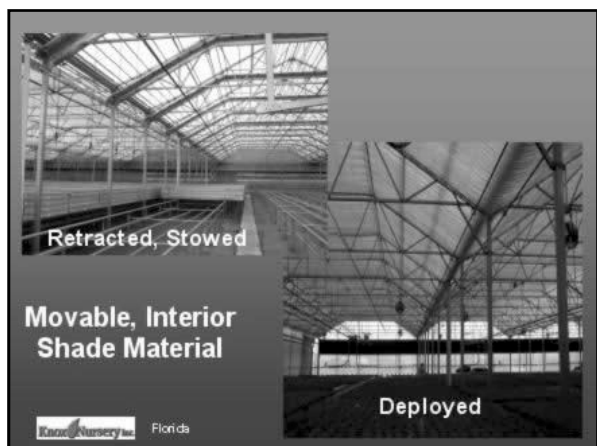 Retracted, Stowed
Movable, Interior
Shade Material
Deployed
Knox Nursery Inc.
Florida